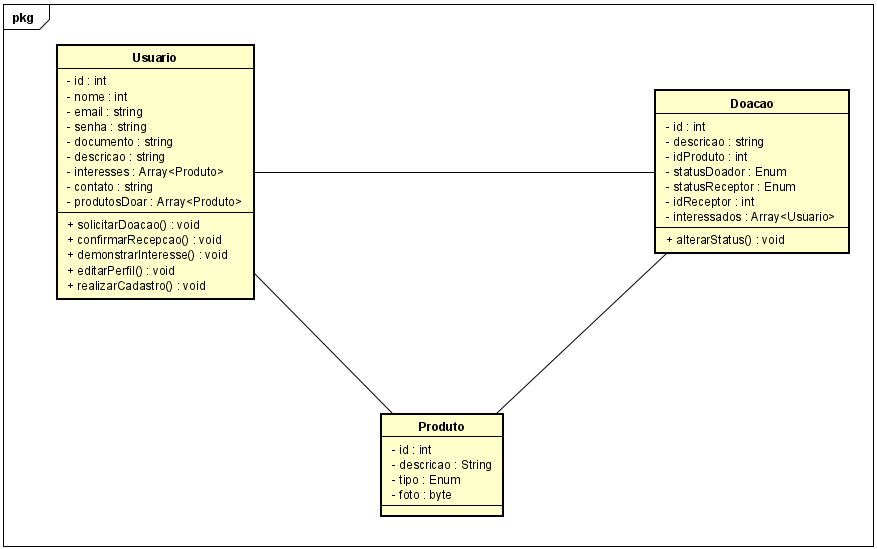 pkg
Usuario
- id : int
- nome : int
- email : string
- senha : string
- documento : string
- descricao : string
- interesses : Array<Produto>
- contato : string
- produtosDoar : Array<Produto>
+ solicitarDoacao() : void
+ confirmarRecepcao() : void
+ demonstrarInteresse() : void
+ editarPerfil() : void
+ realizarCadastro() : void
Doacao
- id : int
- descricao : string
- idProduto : int
- statusDoador : Enum
- statusReceptor : Enum
- idReceptor : int
- interessados : Array<Usuario>
+ alterarStatus() : void
Produto
- id : int
- descricao : String
- tipo : Enum
- foto : byte